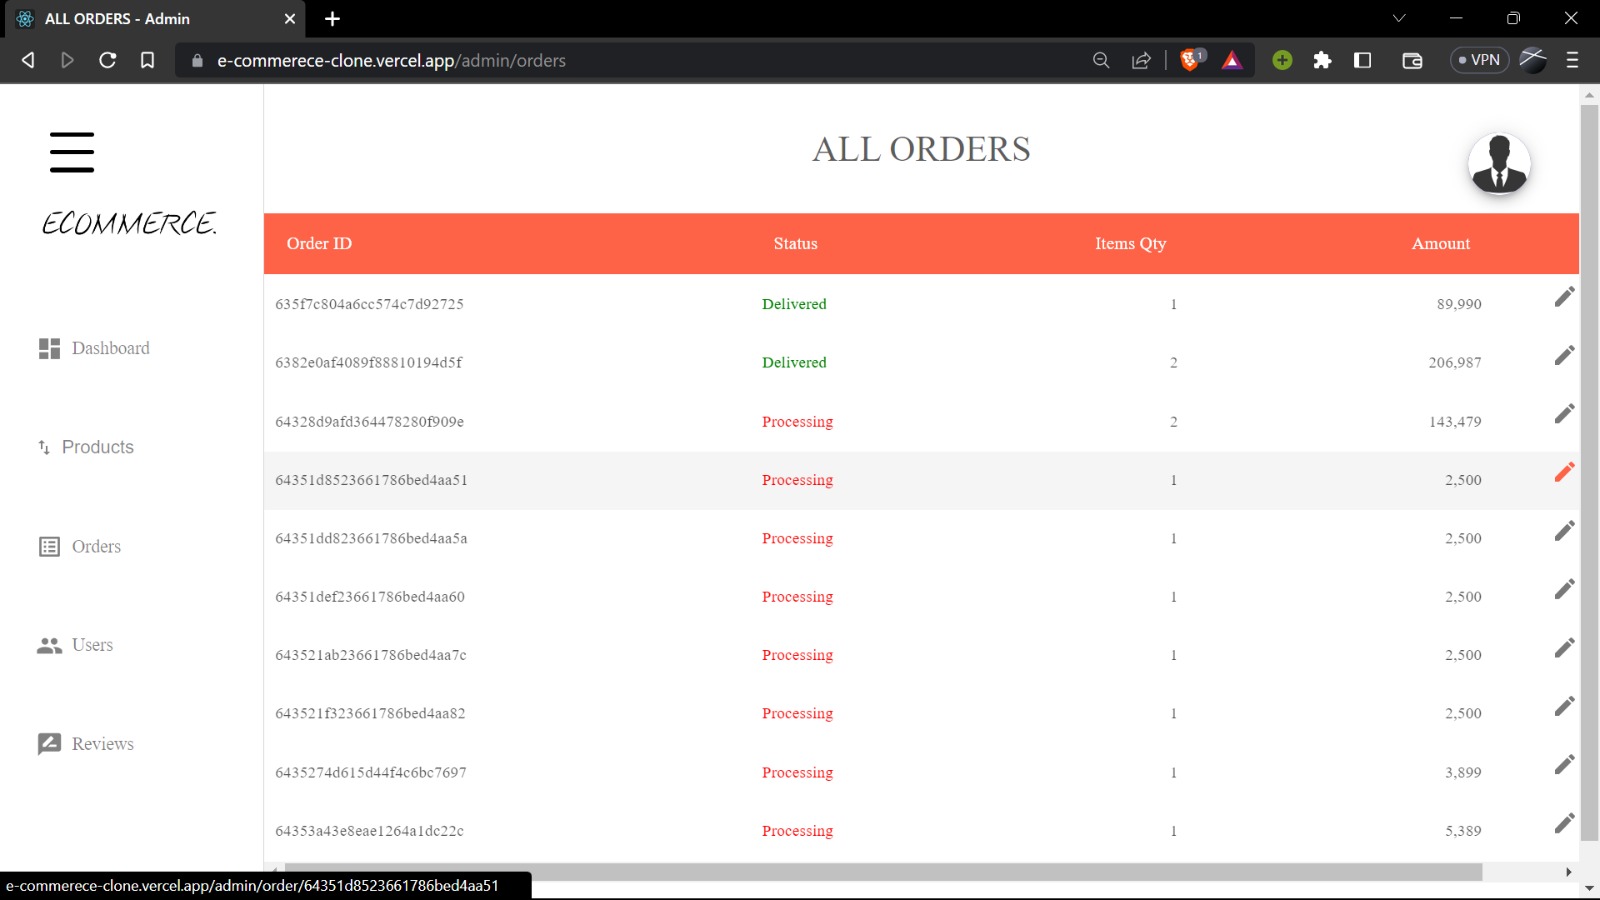 ALL ORDERS - Admin
e-commerece-clone.vercel.app/admin/orders
1
VPN
ALL ORDERS
ECOMMERCE.
Order ID Status Items Qty Amount
635f7c804a6cc574c7d92725 Delivered 1 89,990
6382e0af4089f88810194d5f Delivered 2 206,987
64328d9afd364478280f909e Processing 2 143,479
64351d8523661786bed4aa51 Processing 1 2,500
64351dd823661786bed4aa5a Processing 1 2,500
64351def23661786bed4aa60 Processing 1 2,500
643521ab23661786bed4aa7c Processing 1 2,500
643521f323661786bed4aa82 Processing 1 2,500
6435274d615d44f4c6bc7697 Processing 1 3,899
64353a43e8eae1264a1dc22c Processing 1 5,389
Dashboard
Products
Orders
Users
Reviews
e-commerece-clone.vercel.app/admin/order/64351d8523661786bed4aa51